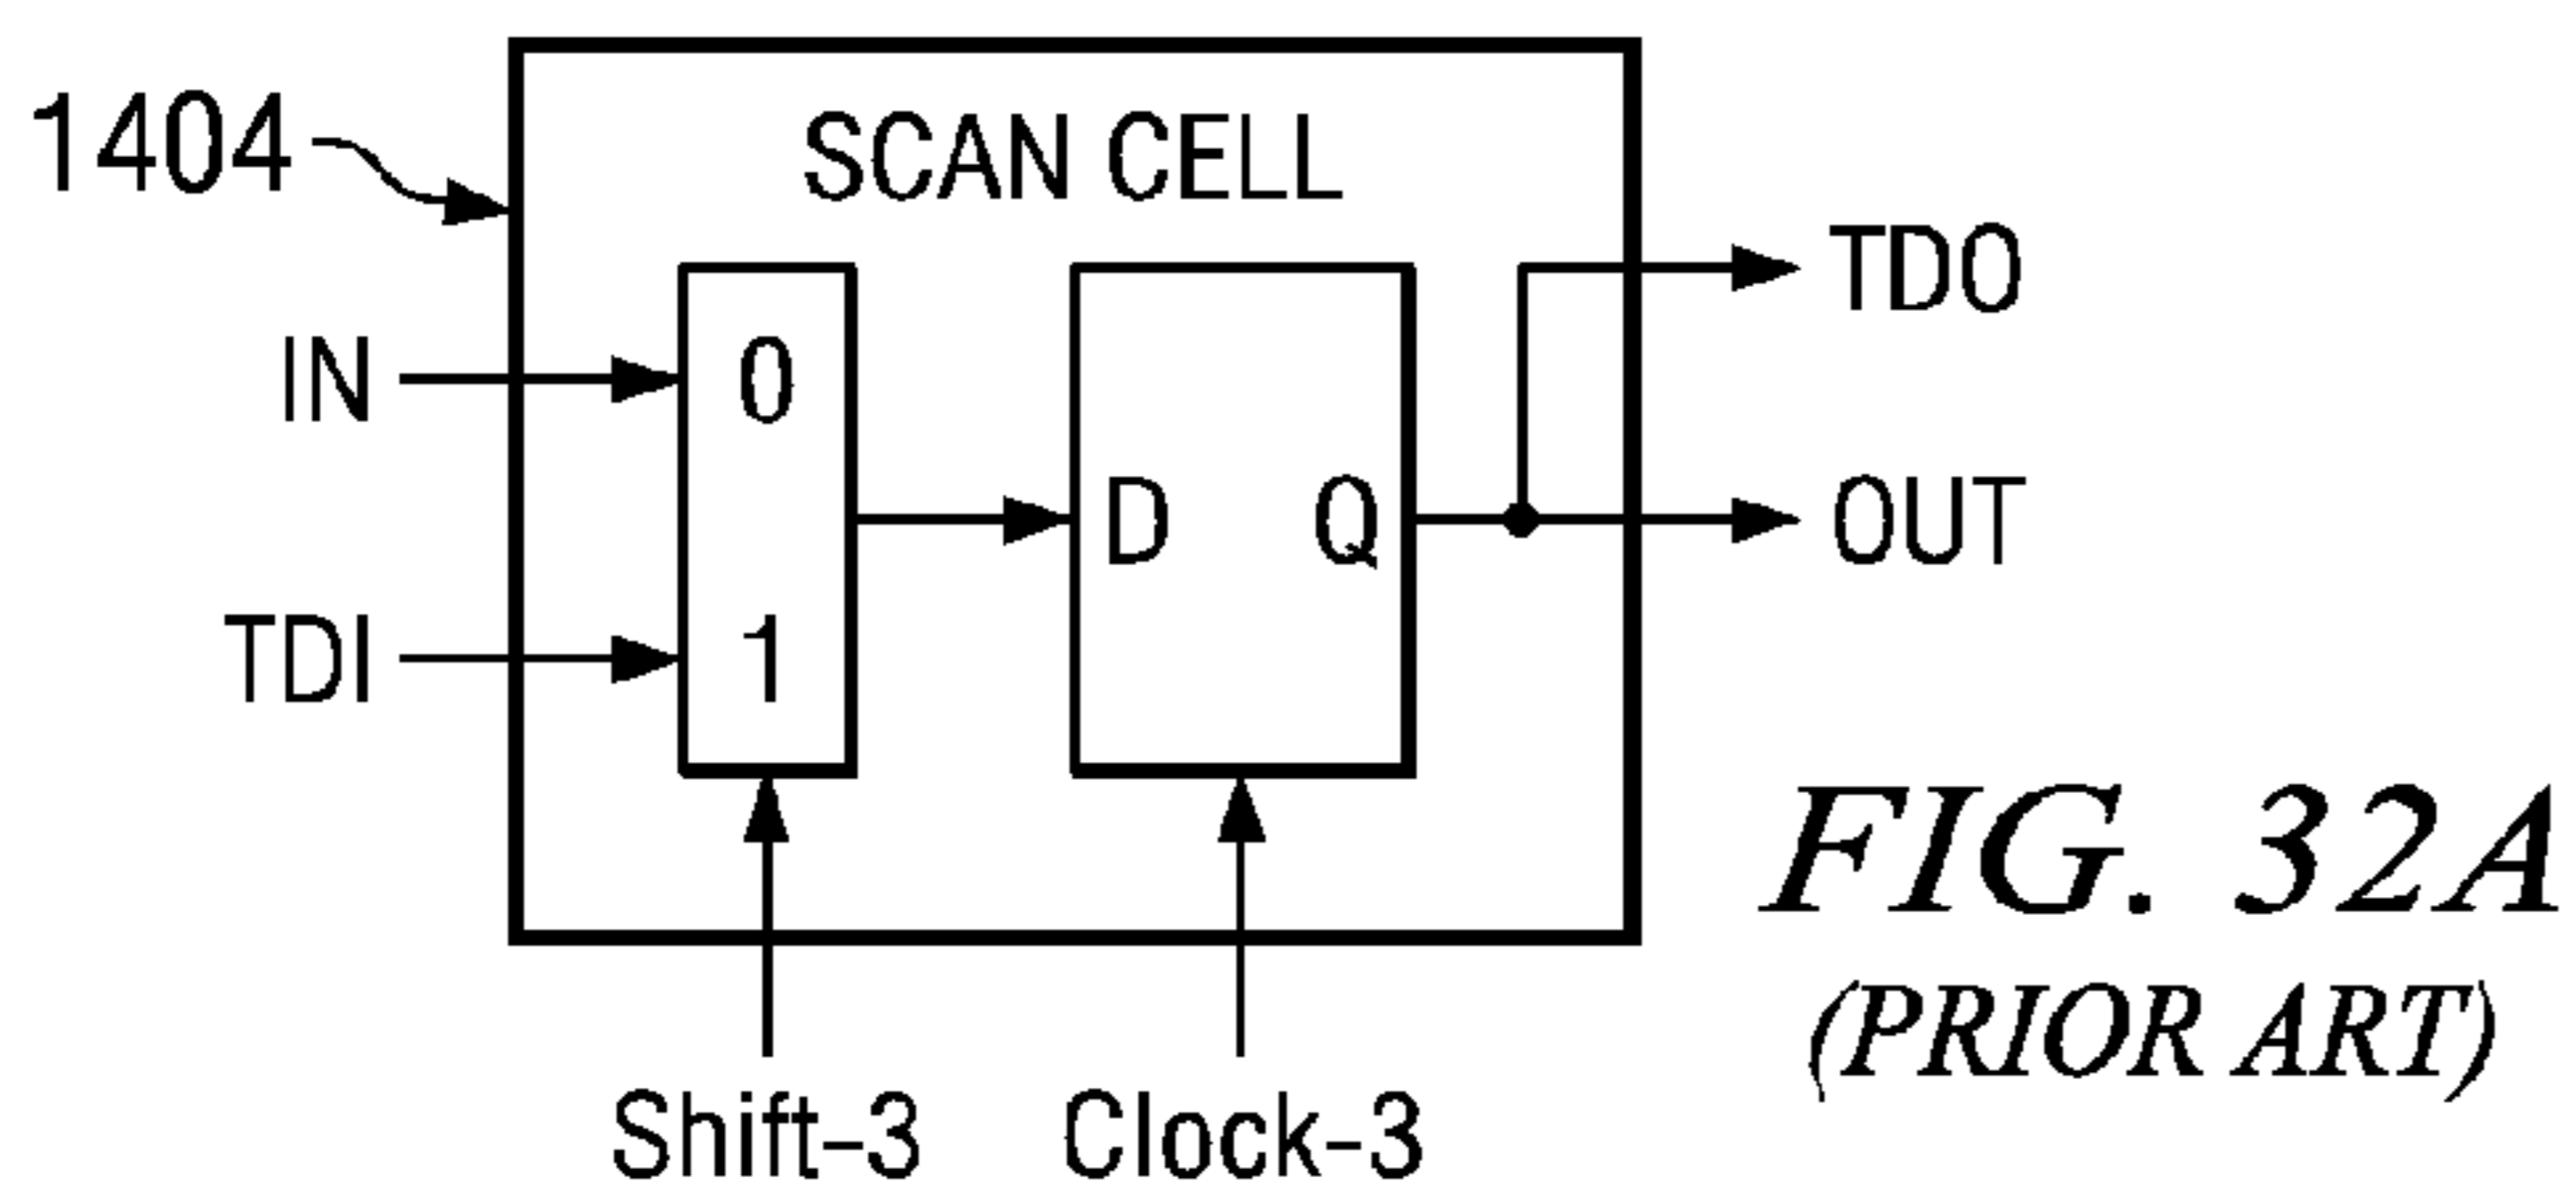 1404
SCAN CELL
TDO
IN
0
D Q
OUT
TDI
1
Shift-3
Clock-3
FIG. 32A
(PRIOR ART)